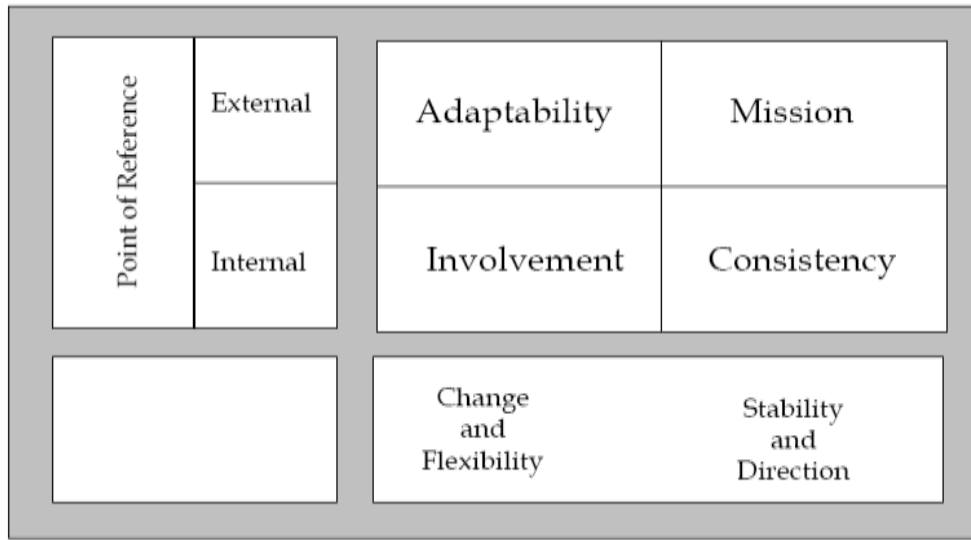 Point of Reference
External
Adaptability
Mission
Internal
Involvement
Consistency
Change
and
Flexibility
Stability
and
Direction